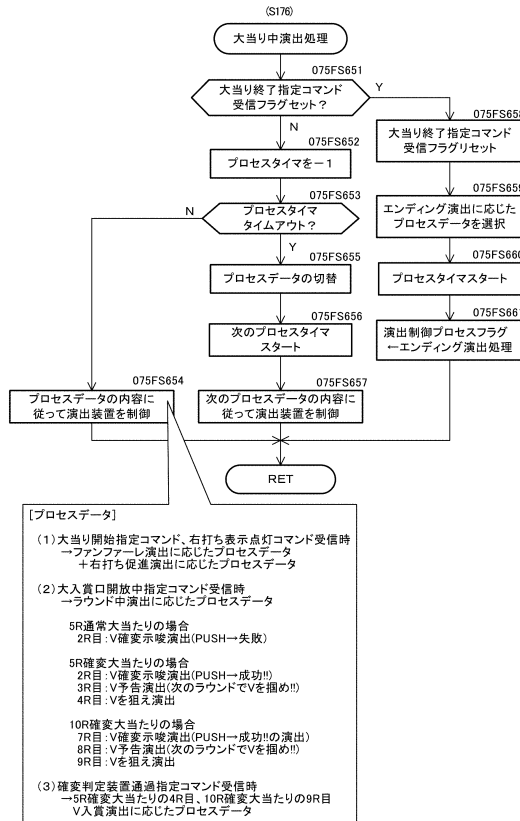 (S176)
大当り中演出処理
075FS651
大当り終了指定コマンド
受信フラグセット？
Y
N
075FS652
プロセスタイマを－１
075FS653
プロセスタイマ
タイムアウト？
N
Y
075FS655
プロセスデータの切替
075FS656
次のプロセスタイマ
スタート
075FS654
プロセスデータの内容に
従って演出装置を制御
075FS657
次のプロセスデータの内容に
従って演出装置を制御
075FS658
大当り終了指定コマンド
受信フラグリセット
075FS659
エンディング演出に応じた
プロセスデータを選択
075FS660
プロセスタイマスタート
075FS661
演出制御プロセスフラグ
←エンディング演出処理
RET
[プロセスデータ]
（１）大当り開始指定コマンド、右打ち表示点灯コマンド受信時
→ファンファーレ演出に応じたプロセスデータ
＋右打ち促進演出に応じたプロセスデータ
（２）大入賞口開放中指定コマンド受信時
→ラウンド中演出に応じたプロセスデータ
5R通常大当たりの場合
2R目：V確変示唆演出(PUSH→失敗)
5R確変大当たりの場合
2R目：V確変示唆演出(PUSH→成功!!)
3R目：V予告演出(次のラウンドでVを掴め!!)
4R目：Vを狙え演出
10R確変大当たりの場合
7R目：V確変示唆演出(PUSH→成功!!の演出)
8R目：V予告演出(次のラウンドでVを掴め!!)
9R目：Vを狙え演出
（３）確変判定装置通過指定コマンド受信時
→5R確変大当たりの4R目、10R確変大当たりの9R目
V入賞演出に応じたプロセスデータ